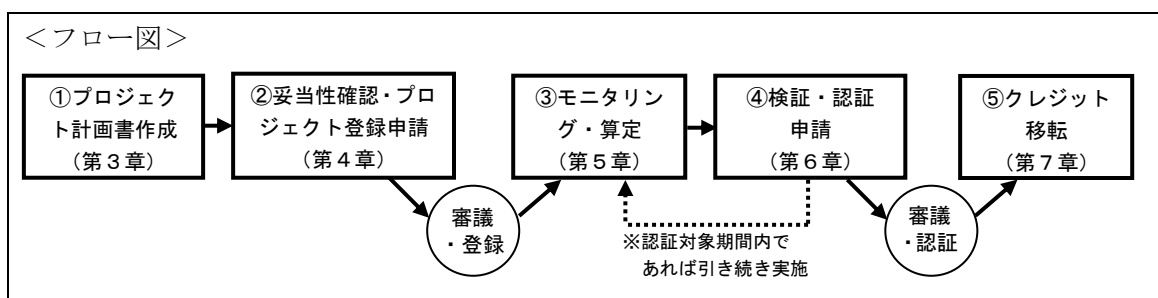 ＜フロー図＞
①プロジェク
ト計画書作成
（第３章）
②妥当性確認・プロ
ジェクト登録申請
（第４章）
審議
・登録
③モニタリン
グ・算定
（第５章）
④検証・認証
申請
（第６章）
※認証対象期間内で
あれば引き続き実施
審議
・認証
⑤クレジット
移転
（第７章）